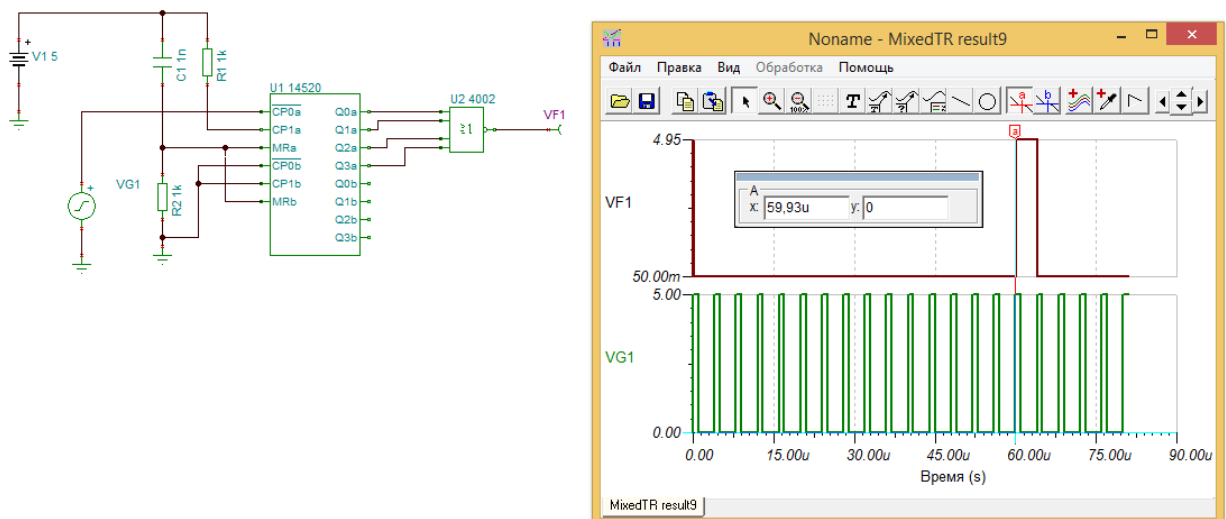 V1 5
C1 1n
R1 1k
U1 14520
CP0a
CP1a
MRa
CP0b
CP1b
MRb
Q0a
Q1a
Q2a
Q3a
Q0b
Q1b
Q2b
Q3b
U2 4002
≥1
VF1
VG1
R2 1k
+
+
Noname - MixedTR result9
Файл Правка Вид Обработка Помощь
100%
T
a
b
a
4.95
VF1
50.00m
A
x: 59,93u y: 0
5.00
VG1
0.00
0.00 15.00u 30.00u 45.00u 60.00u 75.00u 90.00u
Время (s)
MixedTR result9